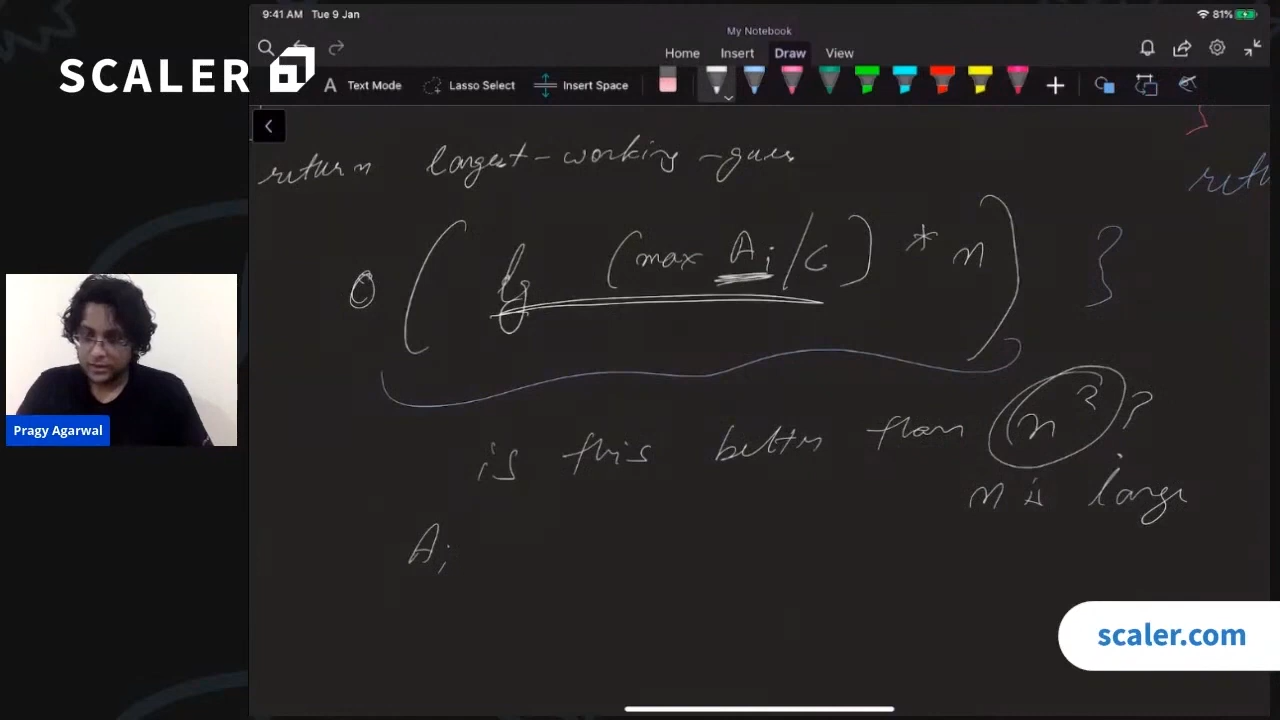 9:41 AM Tue 9 Jan
81%
My Notebook
Home Insert Draw View
SCALER
A Text Mode Lasso Select Insert Space
return largest-working-gues
retu
O ( lg (max Ai/C) * n) }
is this better than n²?
n is large
Ai
Pragy Agarwal
scaler.com